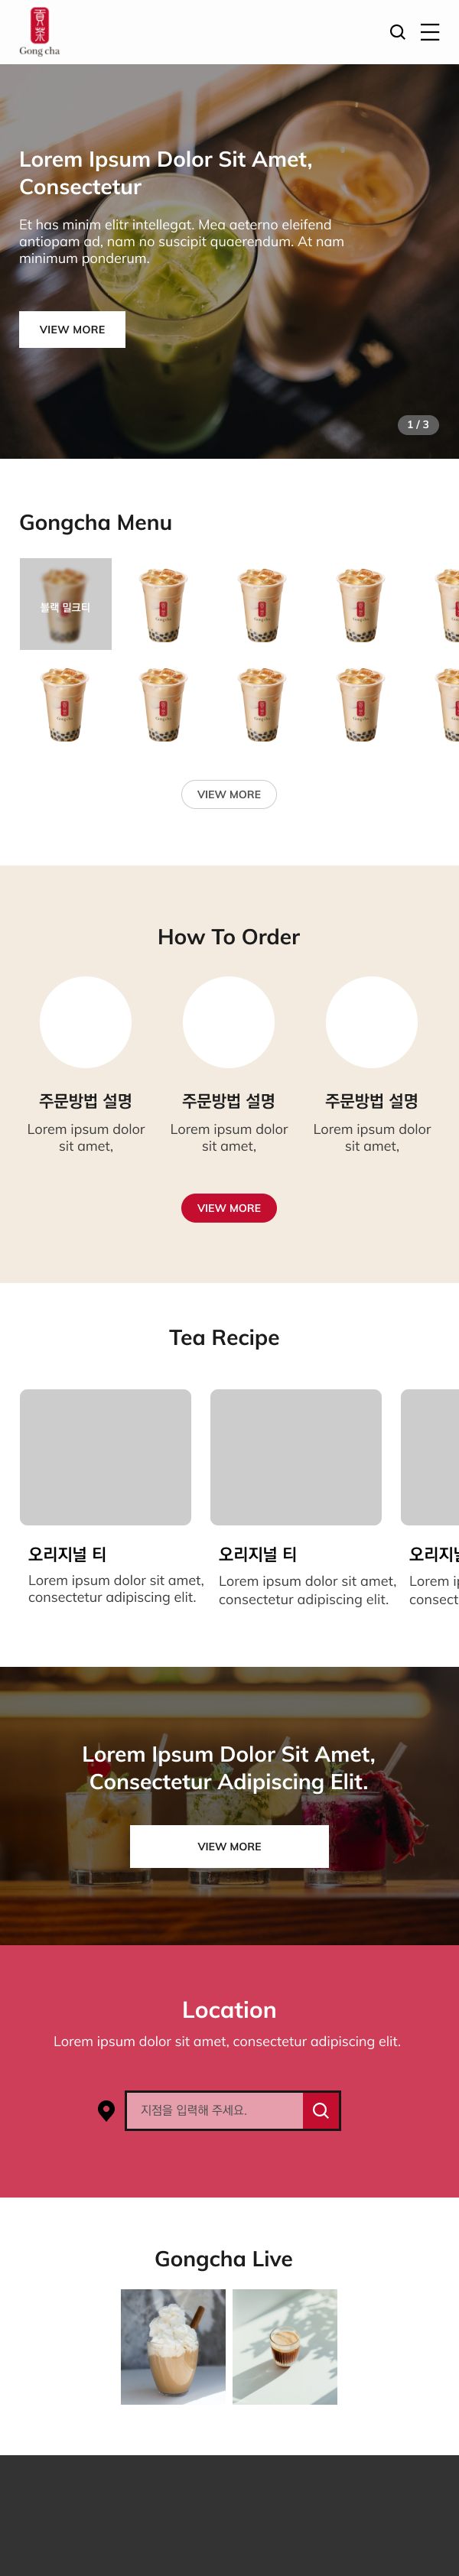 貢茶
Gong cha
Lorem Ipsum Dolor Sit Amet,
Consectetur
Et has minim elitr intellegat. Mea aeterno eleifend
antiopam ad, nam no suscipit quaerendum. At nam
minimum ponderum.
VIEW MORE
1 / 3
Gongcha Menu
블랙 밀크티
VIEW MORE
How To Order
주문방법 설명
주문방법 설명
주문방법 설명
Lorem ipsum dolor
sit amet,
Lorem ipsum dolor
sit amet,
Lorem ipsum dolor
sit amet,
VIEW MORE
Tea Recipe
오리지널 티
Lorem ipsum dolor sit amet,
consectetur adipiscing elit.
오리지널 티
Lorem ipsum dolor sit amet,
consectetur adipiscing elit.
오리지널
Lorem ip
consect
Lorem Ipsum Dolor Sit Amet,
Consectetur Adipiscing Elit.
VIEW MORE
Location
Lorem ipsum dolor sit amet, consectetur adipiscing elit.
지점을 입력해 주세요.
Gongcha Live